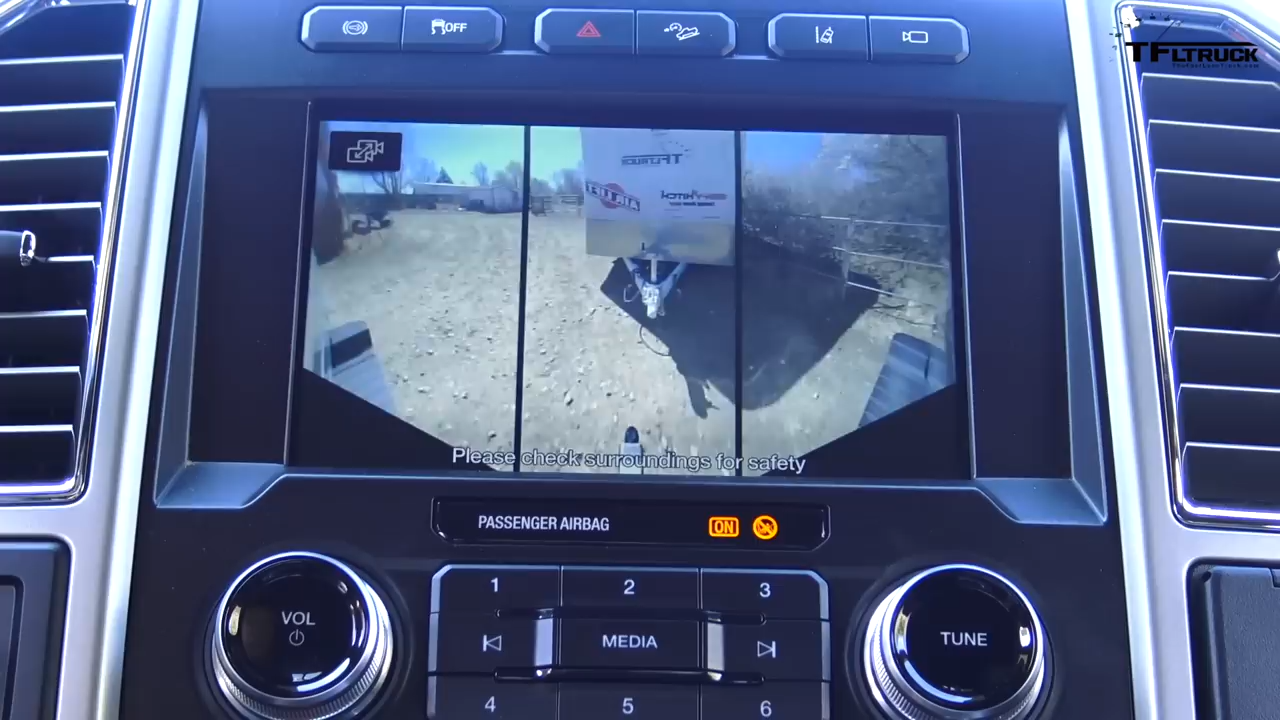 OFF
TFLTRUCK
TFLTRUCK
Please check surroundings for safety
PASSENGER AIRBAG
ON
1
2
3
VOL
MEDIA
TUNE
4
5
6